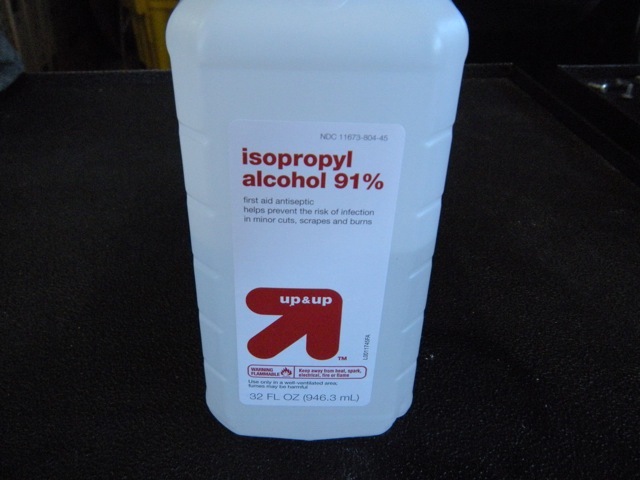 NDC 11673-804-45
isopropyl
alcohol 91%
first aid antiseptic
helps prevent the risk of infection
in minor cuts, scrapes and burns
up&up
TM
WARNING Keep away from heat, spark,
FLAMMABLE electrical, fire or flame
Use only in a well-ventilated area;
fumes may be harmful
32 FL OZ (946.3 mL)